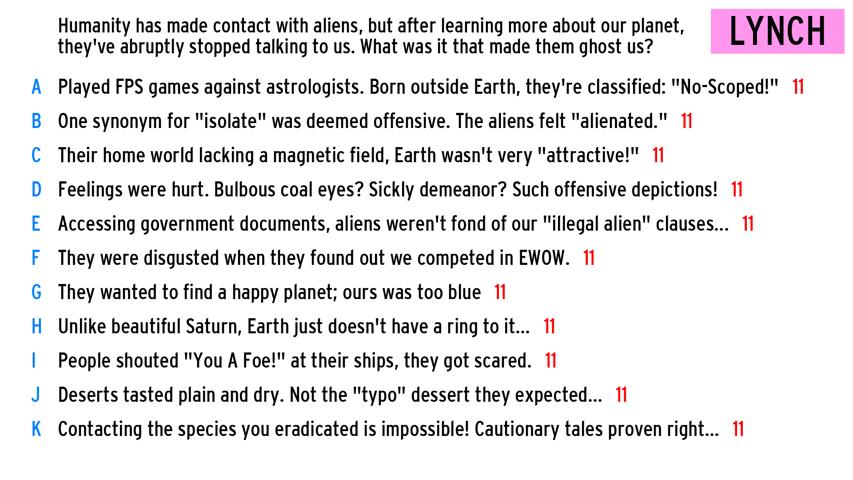 Humanity has made contact with aliens, but after learning more about our planet,
they've abruptly stopped talking to us. What was it that made them ghost us?
LYNCH
A Played FPS games against astrologists. Born outside Earth, they're classified: "No-Scoped!" 11
B One synonym for "isolate" was deemed offensive. The aliens felt "alienated." 11
C Their home world lacking a magnetic field, Earth wasn't very "attractive!" 11
D Feelings were hurt. Bulbous coal eyes? Sickly demeanor? Such offensive depictions! 11
E Accessing government documents, aliens weren't fond of our "illegal alien" clauses... 11
F They were disgusted when they found out we competed in EWOW. 11
G They wanted to find a happy planet; ours was too blue 11
H Unlike beautiful Saturn, Earth just doesn't have a ring to it... 11
I People shouted "You A Foe!" at their ships, they got scared. 11
J Deserts tasted plain and dry. Not the "typo" dessert they expected... 11
K Contacting the species you eradicated is impossible! Cautionary tales proven right... 11